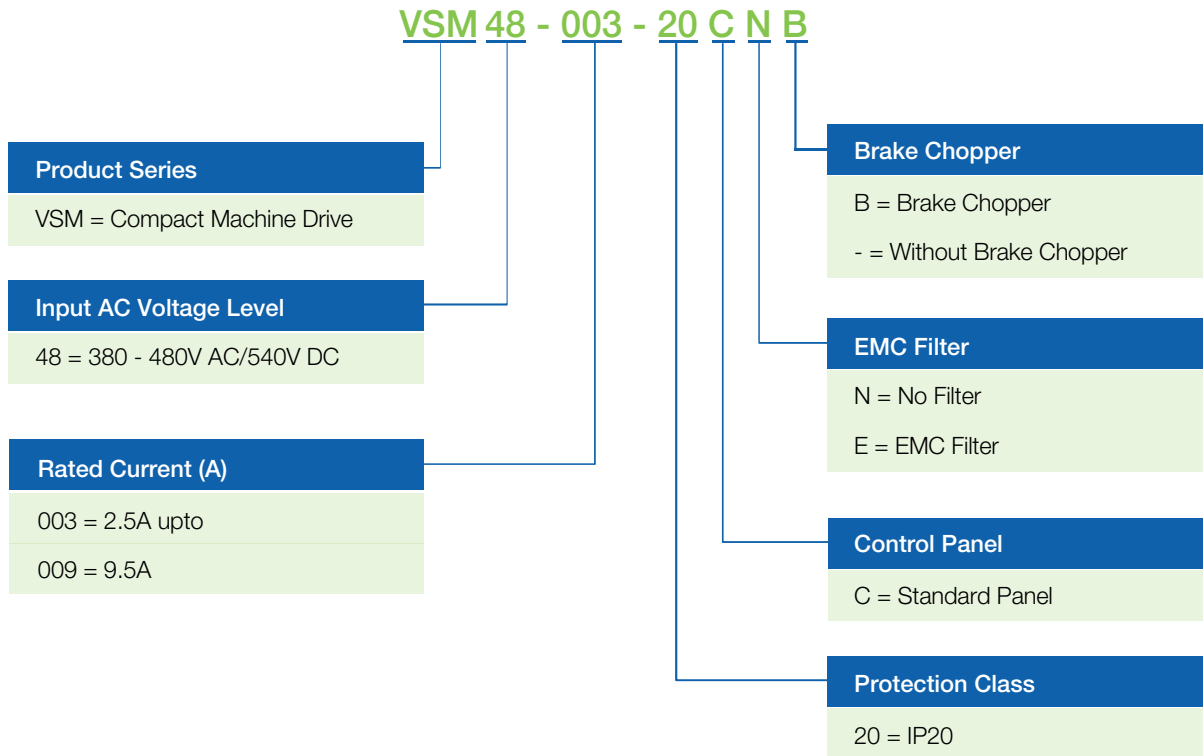 VSM 48 - 003 - 20 C N B
Product Series
VSM = Compact Machine Drive
Input AC Voltage Level
48 = 380 - 480V AC/540V DC
Rated Current (A)
003 = 2.5A upto
009 = 9.5A
Brake Chopper
B = Brake Chopper
- = Without Brake Chopper
EMC Filter
N = No Filter
E = EMC Filter
Control Panel
C = Standard Panel
Protection Class
20 = IP20